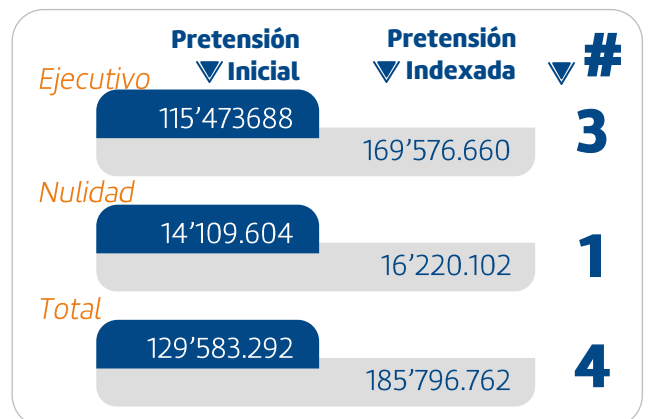 Pretensión Inicial
Pretensión Indexada
#
Ejecutivo
115’473688
169’576.660
3
Nulidad
14’109.604
16’220.102
1
Total
129’583.292
185’796.762
4